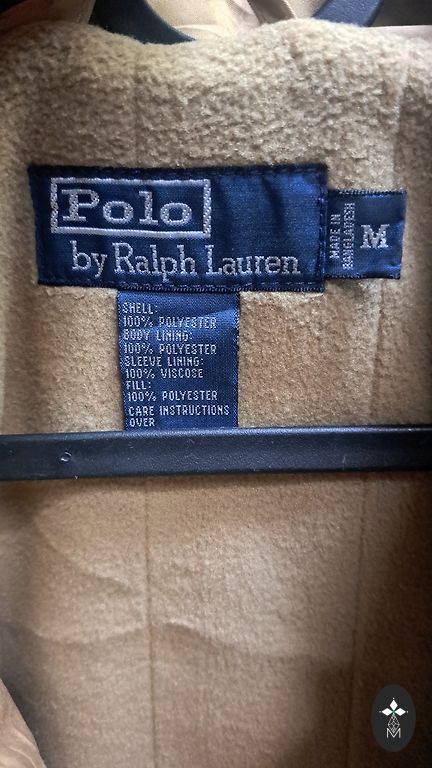 Polo
by Ralph Lauren
MADE IN
BANGLADESH
M
SHELL:
100% POLYESTER
BODY LINING:
100% POLYESTER
SLEEVE LINING:
100% VISCOSE
FILL:
100% POLYESTER
CARE INSTRUCTIONS
OVER
M